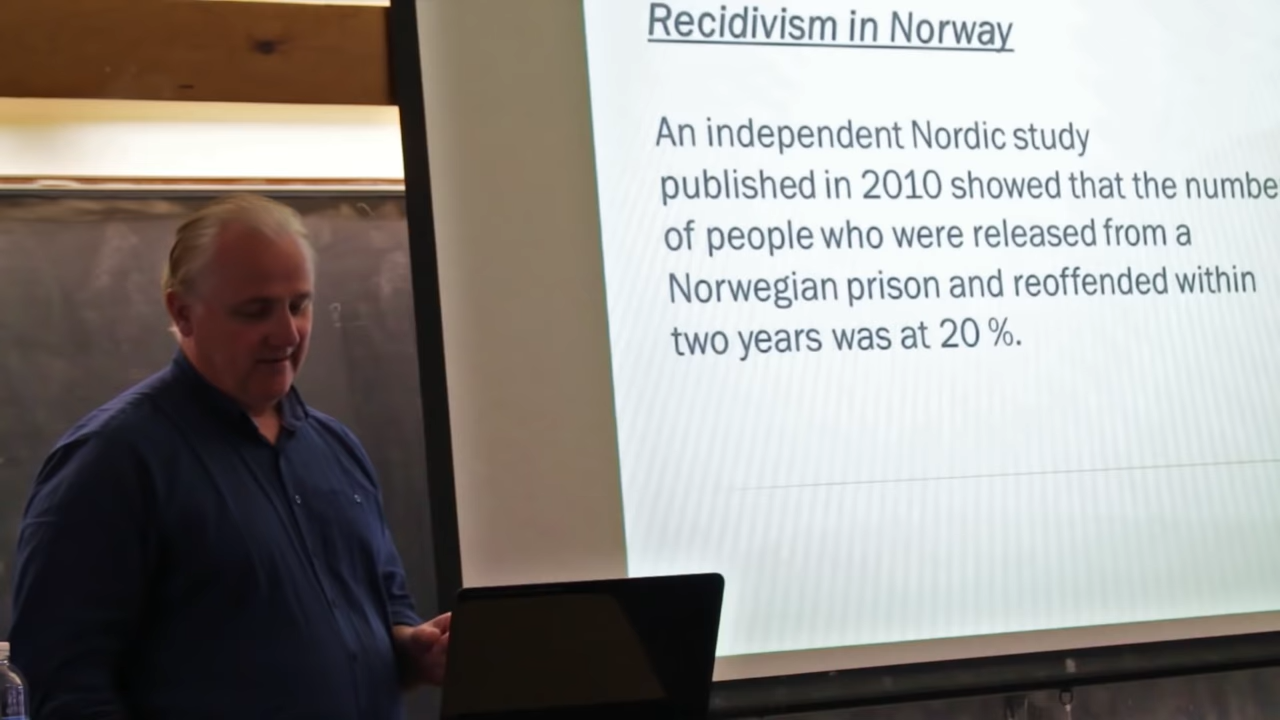 Recidivism in Norway
An independent Nordic study
published in 2010 showed that the numbe
of people who were released from a
Norwegian prison and reoffended within
two years was at 20 %.